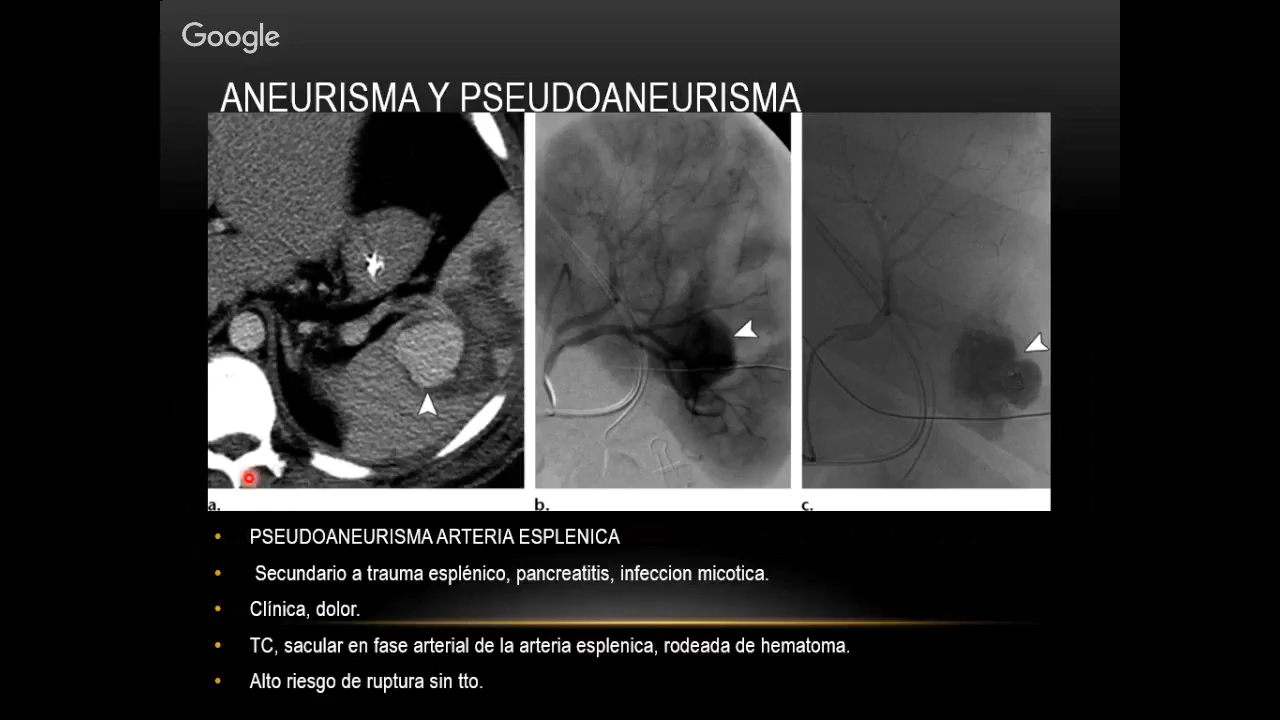 Google
ANEURISMA Y PSEUDOANEURISMA
a. b. c.
• PSEUDOANEURISMA ARTERIA ESPLENICA
• Secundario a trauma esplénico, pancreatitis, infeccion micotica.
• Clínica, dolor.
• TC, sacular en fase arterial de la arteria esplenica, rodeada de hematoma.
• Alto riesgo de ruptura sin tto.